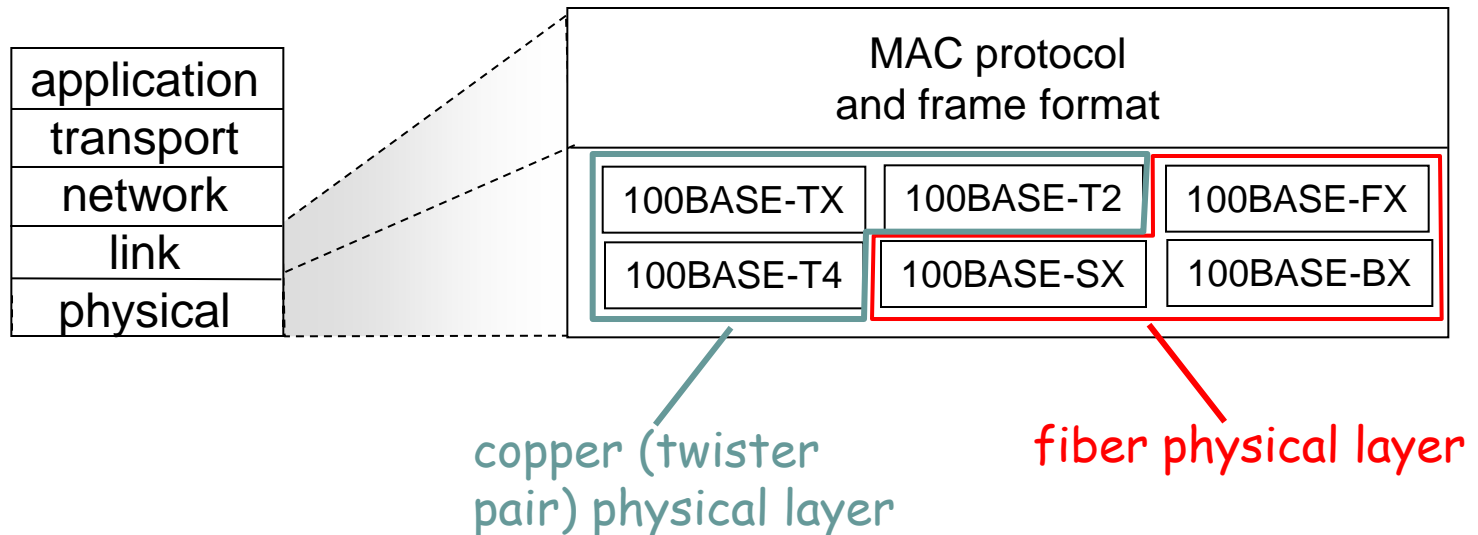 application
transport
network
link
physical
MAC protocol
and frame format
100BASE-TX
100BASE-T2
100BASE-FX
100BASE-T4
100BASE-SX
100BASE-BX
copper (twister
pair) physical layer
fiber physical layer